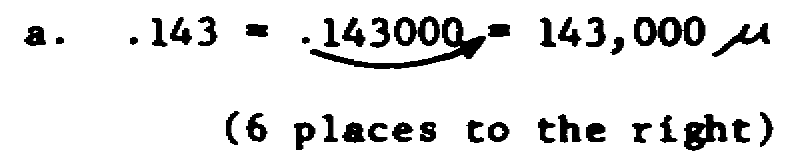 a. .143 = .143000 = 143,000 μ
(6 places to the right)